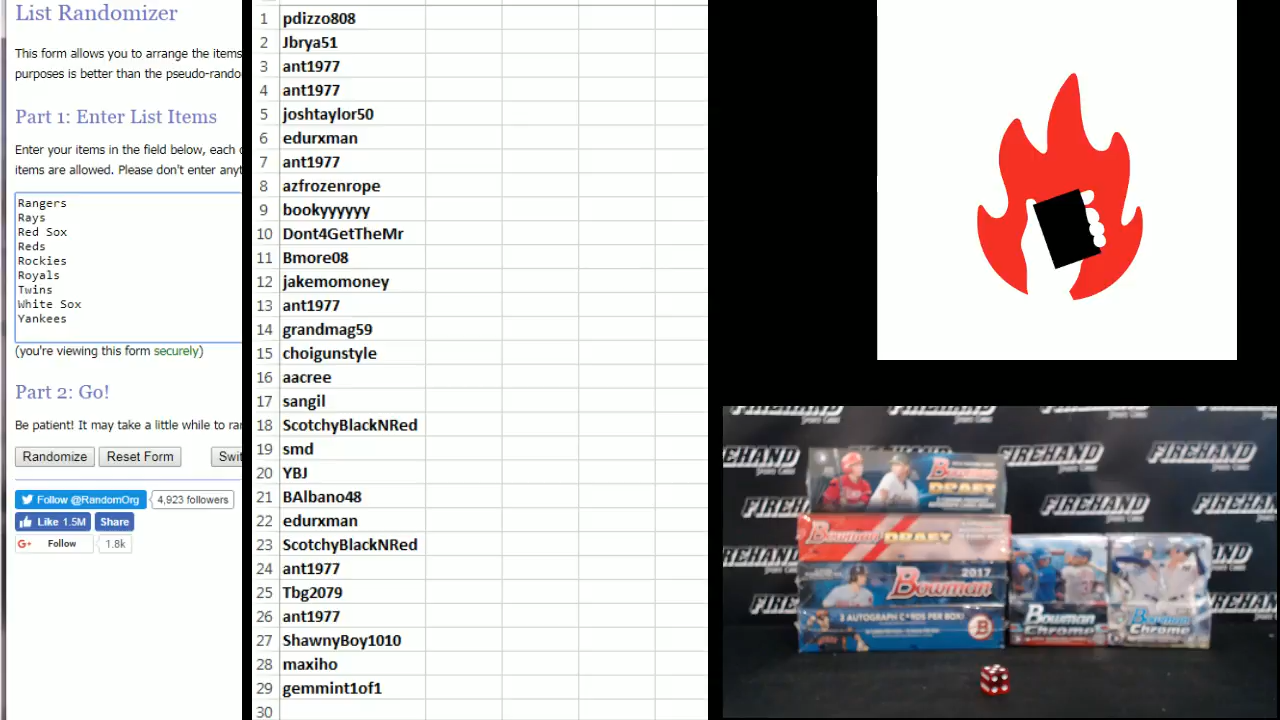 List Randomizer
This form allows you to arrange the items
purposes is better than the pseudo-rando
Part 1: Enter List Items
Enter your items in the field below, each
items are allowed. Please don't enter anyt
Rangers
Rays
Red Sox
Reds
Rockies
Royals
Twins
White Sox
Yankees
(you're viewing this form securely)
Part 2: Go!
Be patient! It may take a little while to ra
Randomize Reset Form Swit
Follow @RandomOrg 4,923 followers
Like 1.5M Share
G+ Follow 1.8k
1 pdizzo808
2 Jbrya51
3 ant1977
4 ant1977
5 joshtaylor50
6 edurxman
7 ant1977
8 azfrozenrope
9 bookyyyyyy
10 Dont4GetTheMr
11 Bmore08
12 jakemomoney
13 ant1977
14 grandmag59
15 choigunstyle
16 aacree
17 sangil
18 ScotchyBlackNRed
19 smd
20 YBJ
21 BAlbano48
22 edurxman
23 ScotchyBlackNRed
24 ant1977
25 Tbg2079
26 ant1977
27 ShawnyBoy1010
28 maxiho
29 gemmint1of1
30
FIREHAND
Bowman
DRAFT
Bowman DRAFT
2017
Bowman
3 AUTOGRAPH CARDS PER BOX!
B
Bowman
Chrome
Bowman
Chrome